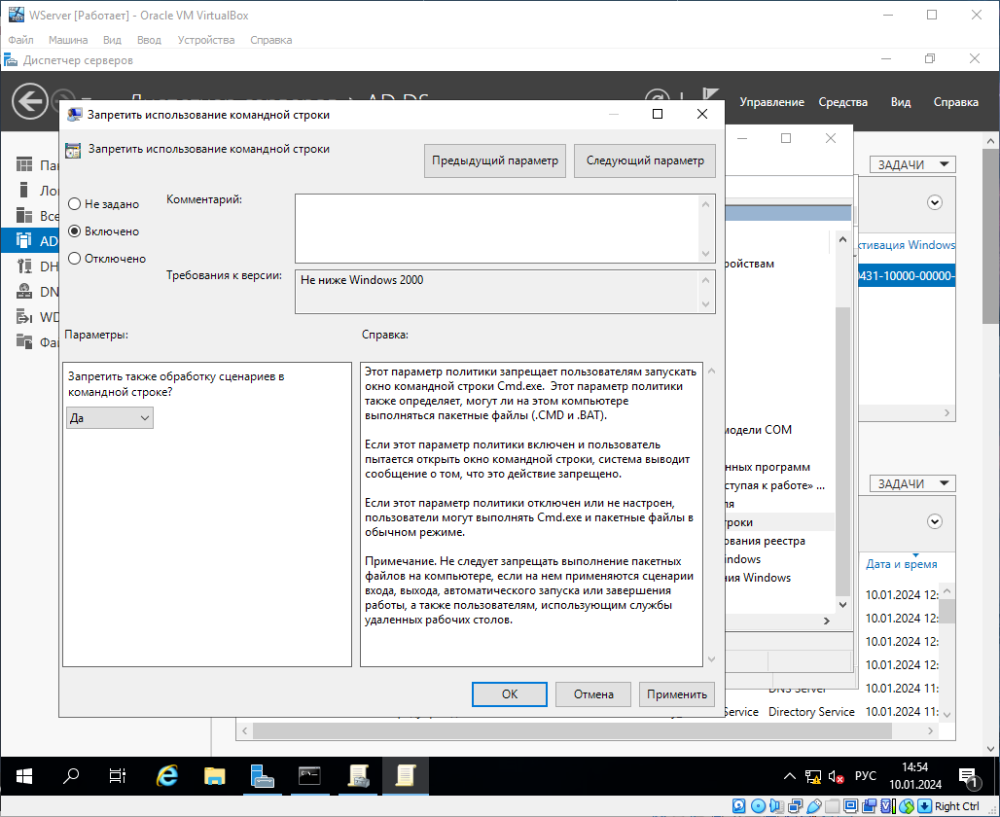 WServer [Работает] - Oracle VM VirtualBox
Файл Машина Вид Ввод Устройства Справка
Диспетчер серверов
Управление Средства Вид Справка
Запретить использование командной строки
Запретить использование командной строки
Предыдущий параметр
Следующий параметр
Не задано
Включено
Отключено
Комментарий:
Требования к версии:
Не ниже Windows 2000
Параметры:
Справка:
Запретить также обработку сценариев в
командной строке?
Да
Этот параметр политики запрещает пользователям запускать
окно командной строки Cmd.exe. Этот параметр политики
также определяет, могут ли на этом компьютере
выполняться пакетные файлы (.CMD и .BAT).
Если этот параметр политики включен и пользователь
пытается открыть окно командной строки, система выводит
сообщение о том, что это действие запрещено.
Если этот параметр политики отключен или не настроен,
пользователи могут выполнять Cmd.exe и пакетные файлы в
обычном режиме.
Примечание. Не следует запрещать выполнение пакетных
файлов на компьютере, если на нем применяются сценарии
входа, выхода, автоматического запуска или завершения
работы, а также пользователям, использующим службы
удаленных рабочих столов.
ОК
Отмена
Применить
Па
Ло
Все
AD
DH
DN
WD
Фа
ройствам
модели COM
нных программ
ступая к работе» ...
ля
троки
ования реестра
indows
ния Windows
ЗАДАЧИ
ктивация Windows
0431-10000-00000-
ЗАДАЧИ
Дата и время
10.01.2024 12:
10.01.2024 12:
10.01.2024 12:
10.01.2024 12:
DNS Server 10.01.2024 11:
Service Directory Service 10.01.2024 11:
РУС
14:54
10.01.2024
1
Right Ctrl